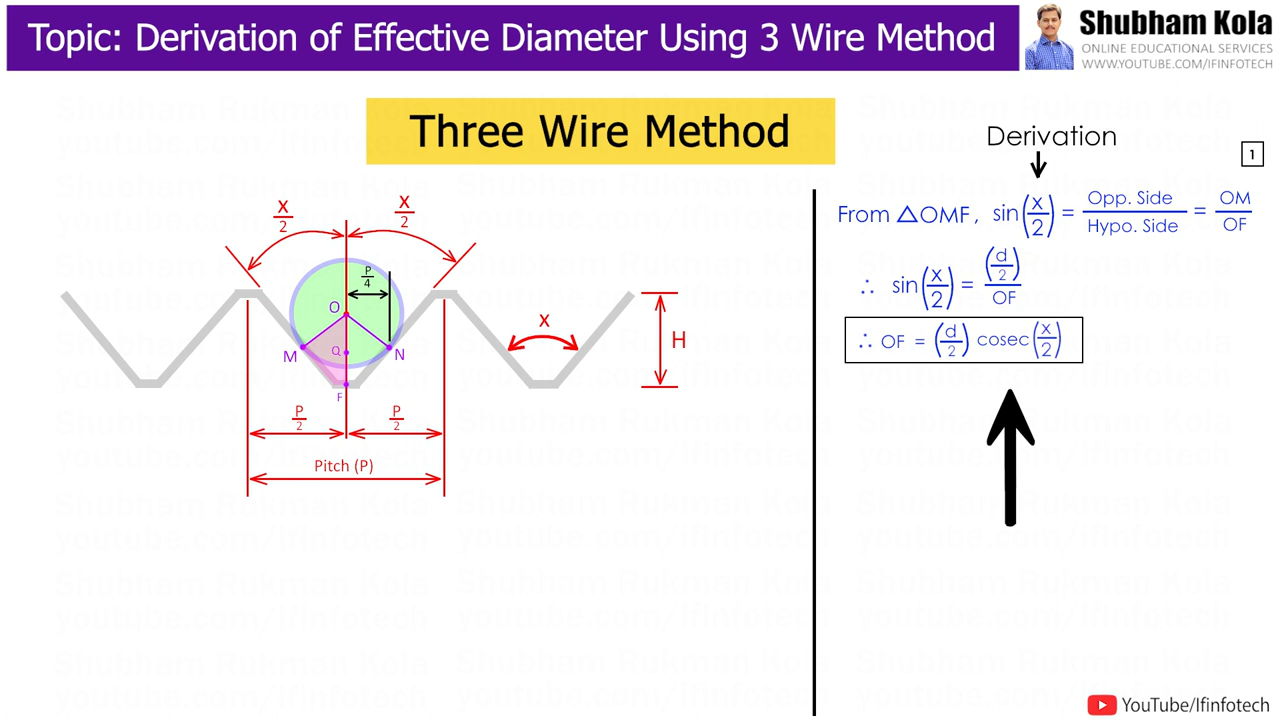 Topic: Derivation of Effective Diameter Using 3 Wire Method
Shubham Kola
ONLINE EDUCATIONAL SERVICES
WWW.YOUTUBE.COM/IFINFOTECH
Three Wire Method
Derivation
1
From △OMF, sin(x/2) = Opp. Side / Hypo. Side = OM / OF
∴ sin(x/2) = (d/2) / OF
∴ OF = (d/2) cosec(x/2)
x/2
x/2
P/4
O
M
Q
N
F
x
H
P/2
P/2
Pitch (P)
Shubham Rukman Kola
youtube.com/ifinfotech
YouTube/Ifinfotech